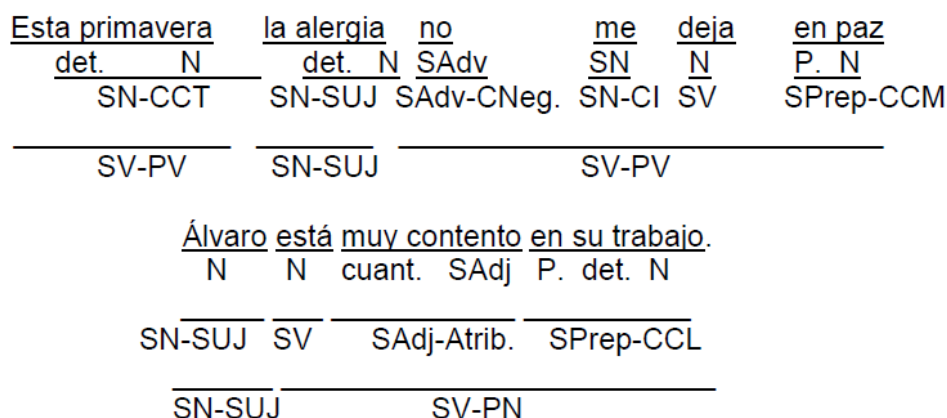 Esta primavera la alergia no me deja en paz
det. N det. N SAdv SN N P. N
SN-CCT SN-SUJ SAdv-CNeg. SN-CI SV SPrep-CCM
SV-PV SN-SUJ SV-PV
Álvaro está muy contento en su trabajo.
N N cuant. SAdj P. det. N
SN-SUJ SV SAdj-Atrib. SPrep-CCL
SN-SUJ SV-PN